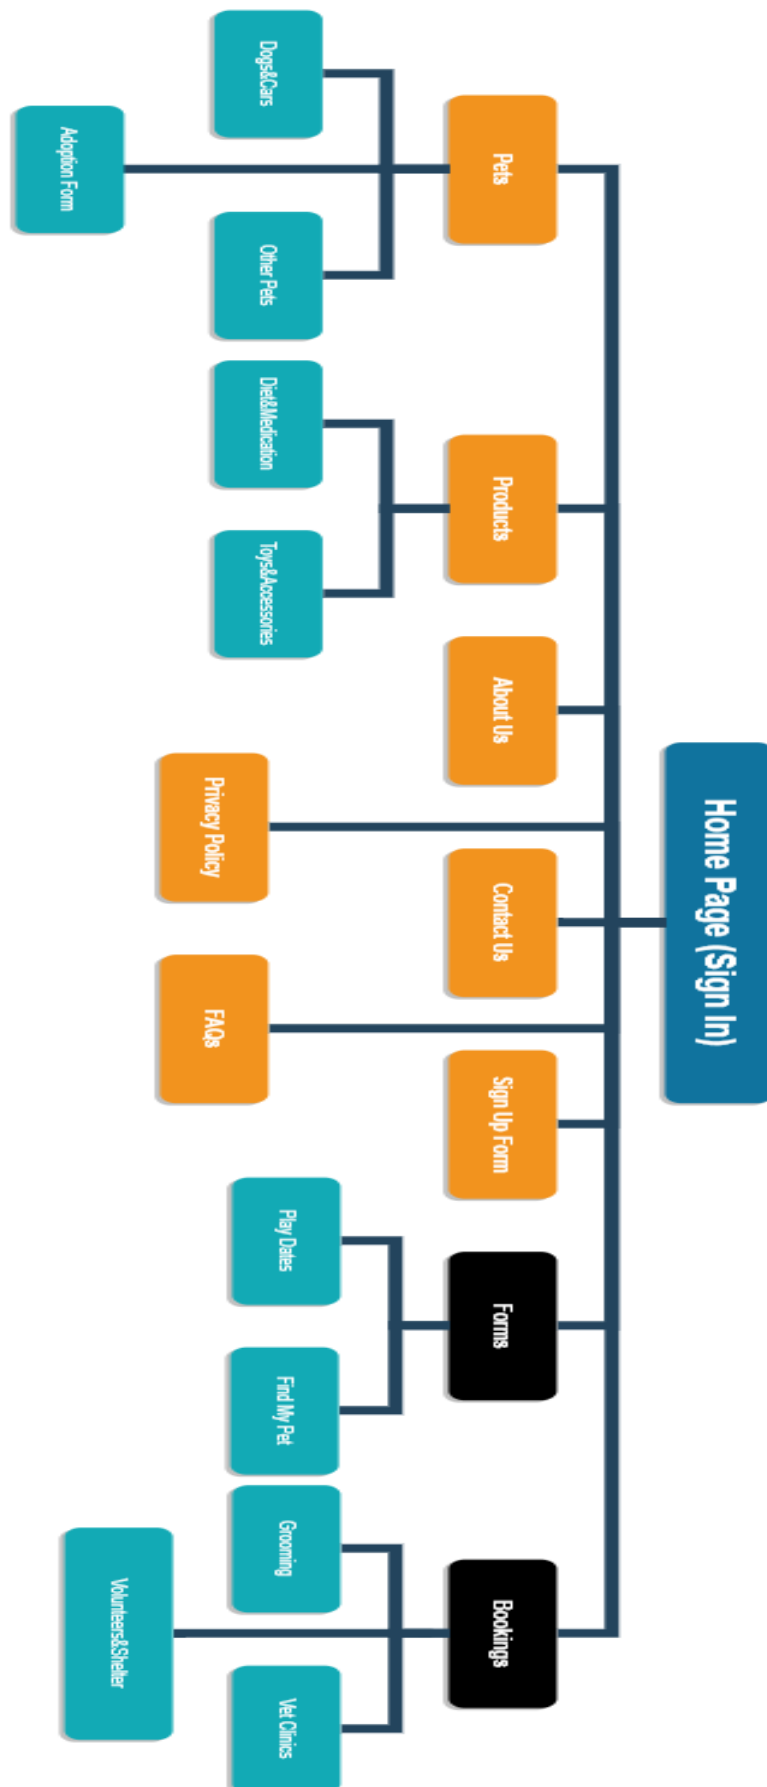 Home Page (Sign In)
Pets
Products
About Us
Contact Us
Sign Up Form
Forms
Bookings
Dogs&Cars
Other Pets
Adoption Form
Diet&Medication
Toys&Accessories
Privacy Policy
FAQs
Play Dates
Find My Pet
Grooming
Vet Clinics
Volunteers&Shelter